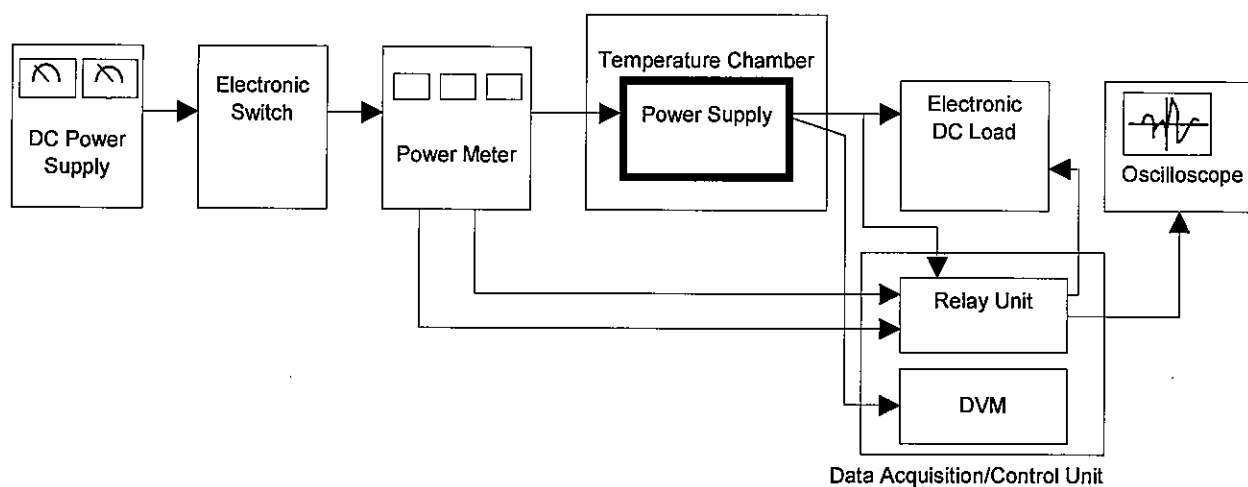 DC Power
Supply
Electronic
Switch
Power Meter
Temperature Chamber
Power Supply
Electronic
DC Load
Oscilloscope
Relay Unit
DVM
Data Acquisition/Control Unit